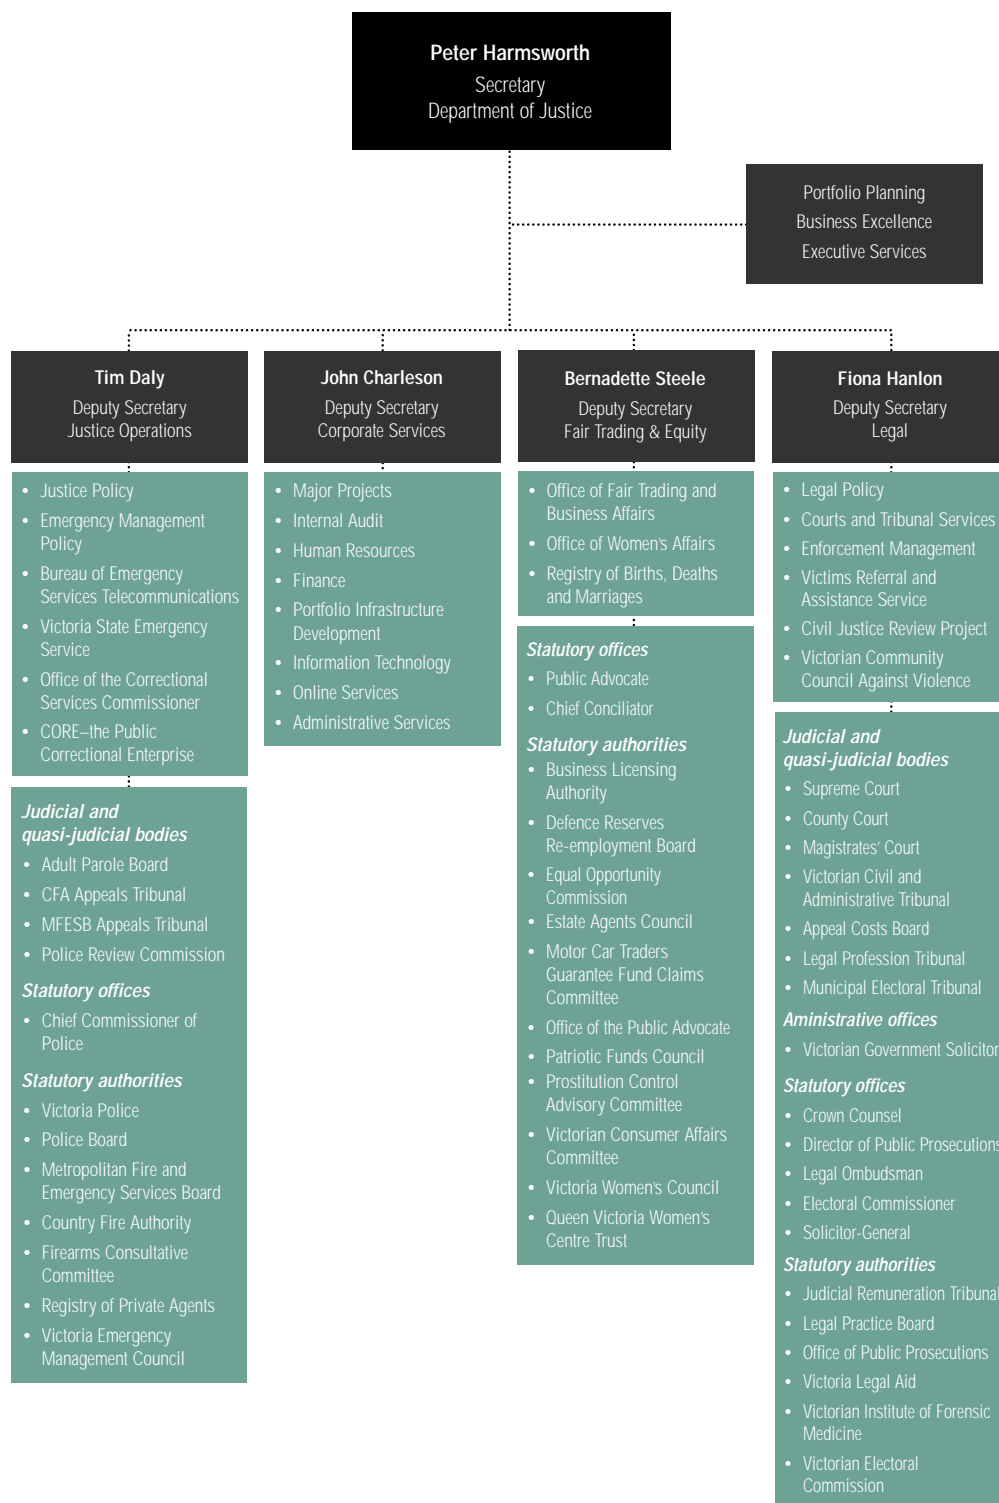 Peter Harmsworth
Secretary
Department of Justice
Portfolio Planning
Business Excellence
Executive Services
Tim Daly
Deputy Secretary
Justice Operations
• Justice Policy
• Emergency Management
Policy
• Bureau of Emergency
Services Telecommunications
• Victoria State Emergency
Service
• Office of the Correctional
Services Commissioner
• CORE–the Public
Correctional Enterprise
Judicial and
quasi-judicial bodies
• Adult Parole Board
• CFA Appeals Tribunal
• MFESB Appeals Tribunal
• Police Review Commission
Statutory offices
• Chief Commissioner of
Police
Statutory authorities
• Victoria Police
• Police Board
• Metropolitan Fire and
Emergency Services Board
• Country Fire Authority
• Firearms Consultative
Committee
• Registry of Private Agents
• Victoria Emergency
Management Council
John Charleson
Deputy Secretary
Corporate Services
• Major Projects
• Internal Audit
• Human Resources
• Finance
• Portfolio Infrastructure
Development
• Information Technology
• Online Services
• Administrative Services
Bernadette Steele
Deputy Secretary
Fair Trading & Equity
• Office of Fair Trading and
Business Affairs
• Office of Women's Affairs
• Registry of Births, Deaths
and Marriages
Statutory offices
• Public Advocate
• Chief Conciliator
Statutory authorities
• Business Licensing
Authority
• Defence Reserves
Re-employment Board
• Equal Opportunity
Commission
• Estate Agents Council
• Motor Car Traders
Guarantee Fund Claims
Committee
• Office of the Public Advocate
• Patriotic Funds Council
• Prostitution Control
Advisory Committee
• Victorian Consumer Affairs
Committee
• Victoria Women's Council
• Queen Victoria Women's
Centre Trust
Fiona Hanlon
Deputy Secretary
Legal
• Legal Policy
• Courts and Tribunal Services
• Enforcement Management
• Victims Referral and
Assistance Service
• Civil Justice Review Project
• Victorian Community
Council Against Violence
Judicial and
quasi-judicial bodies
• Supreme Court
• County Court
• Magistrates' Court
• Victorian Civil and
Administrative Tribunal
• Appeal Costs Board
• Legal Profession Tribunal
• Municipal Electoral Tribunal
Aministrative offices
• Victorian Government Solicitor
Statutory offices
• Crown Counsel
• Director of Public Prosecutions
• Legal Ombudsman
• Electoral Commissioner
• Solicitor-General
Statutory authorities
• Judicial Remuneration Tribunal
• Legal Practice Board
• Office of Public Prosecutions
• Victoria Legal Aid
• Victorian Institute of Forensic
Medicine
• Victorian Electoral
Commission